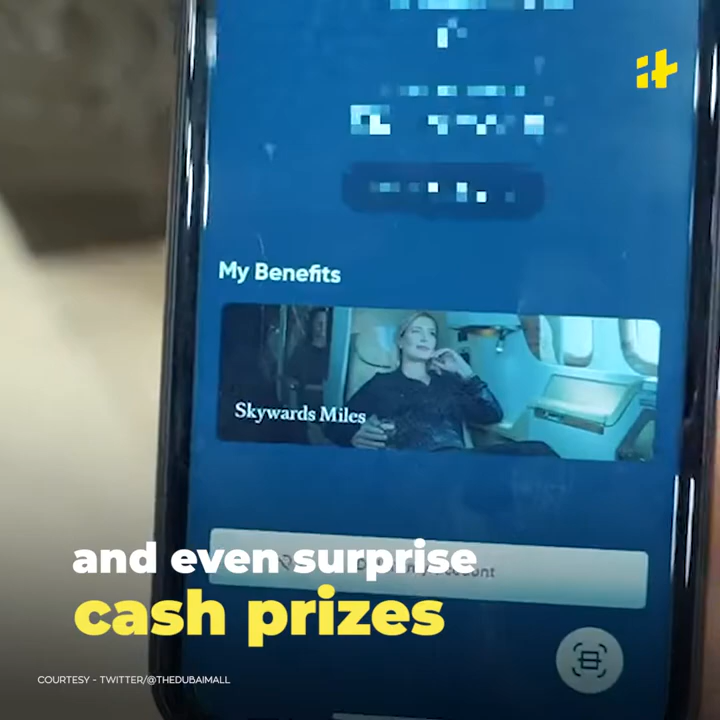 My Benefits
Skywards Miles
and even surprise
cash prizes
COURTESY - TWITTER/@THEDUBAIMALL